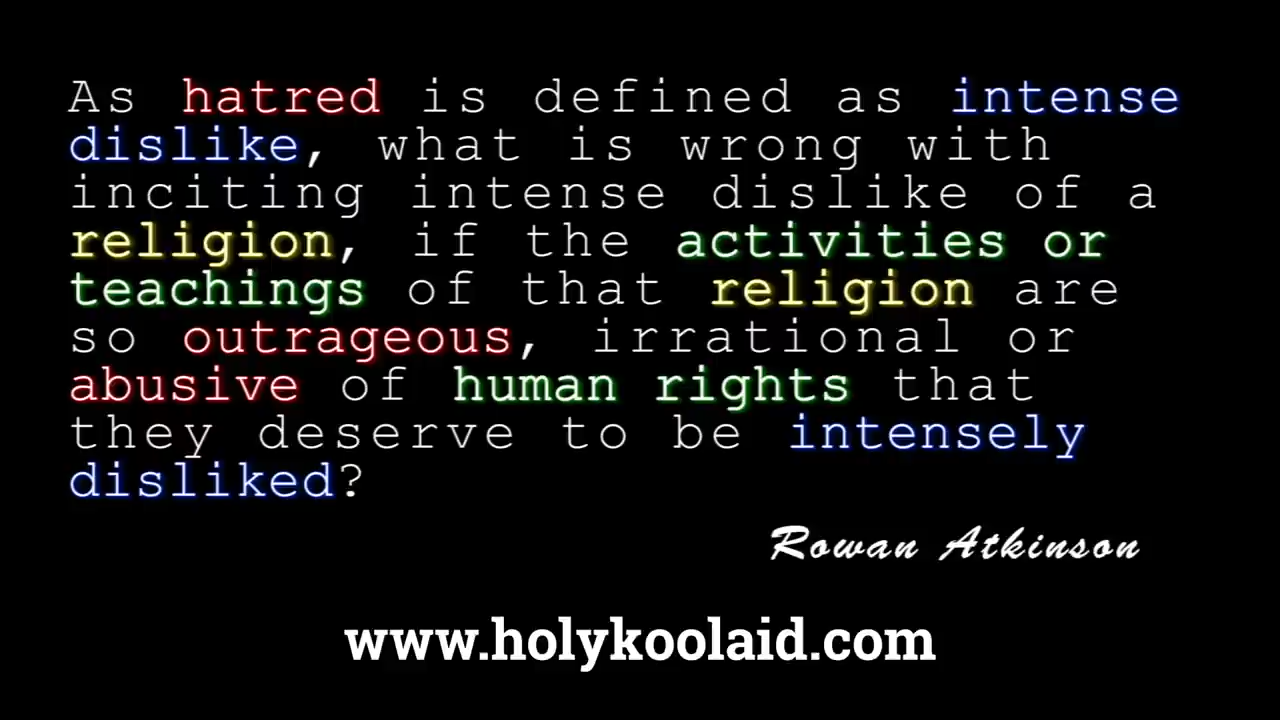 As hatred is defined as intense
dislike, what is wrong with
inciting intense dislike of a
religion, if the activities or
teachings of that religion are
so outrageous, irrational or
abusive of human rights that
they deserve to be intensely
disliked?
Rowan Atkinson
www.holykoolaid.com